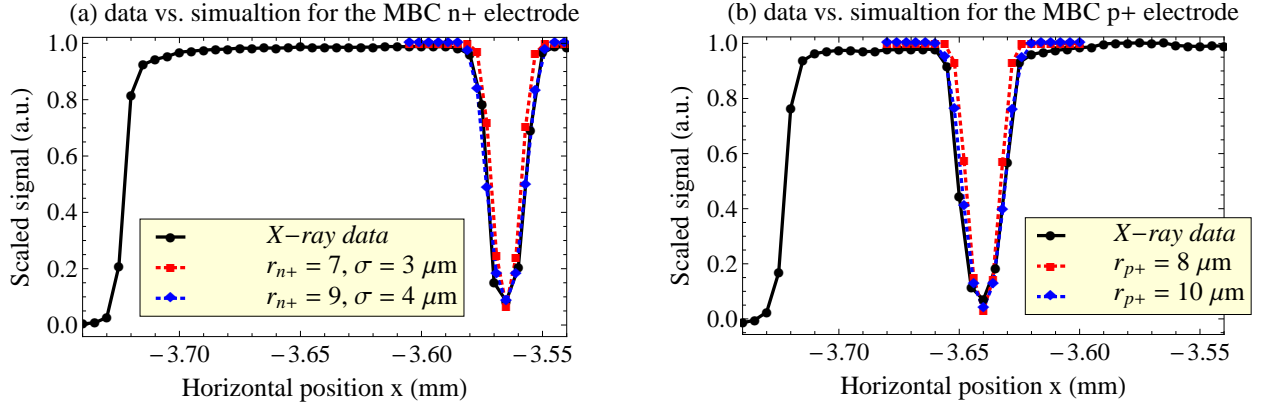 (a) data vs. simualtion for the MBC n+ electrode
1.0
0.8
0.6
0.4
0.2
0.0
Scaled signal (a.u.)
X−ray data
r_{n+} = 7, σ = 3 μm
r_{n+} = 9, σ = 4 μm
−3.70
−3.65
−3.60
−3.55
Horizontal position x (mm)
(b) data vs. simualtion for the MBC p+ electrode
1.0
0.8
0.6
0.4
0.2
0.0
Scaled signal (a.u.)
X−ray data
r_{p+} = 8 μm
r_{p+} = 10 μm
−3.70
−3.65
−3.60
−3.55
Horizontal position x (mm)